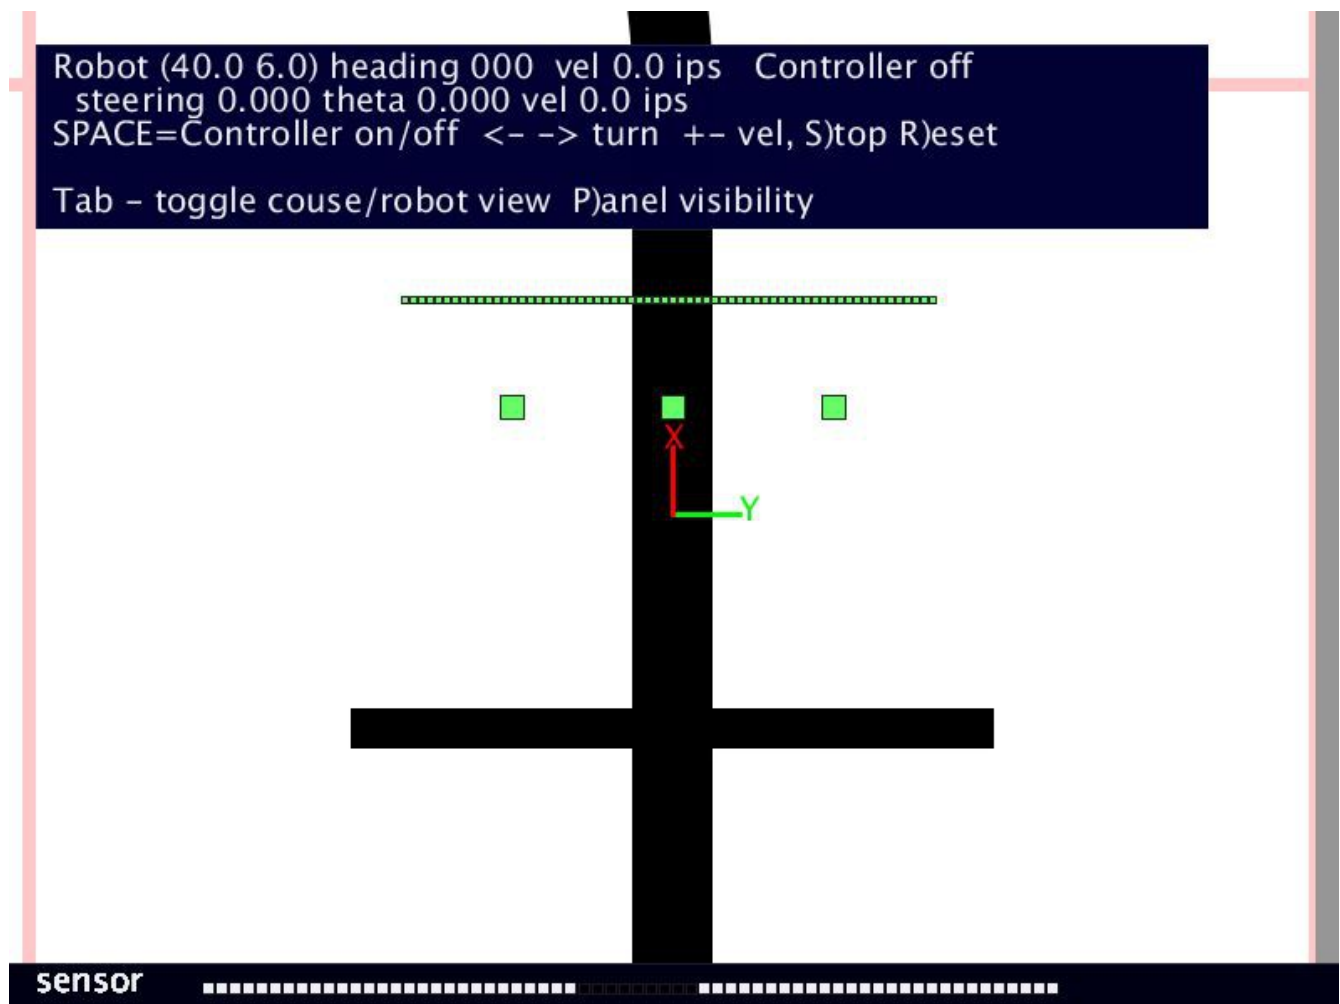 Robot (40.0 6.0) heading 000  vel 0.0 ips   Controller off
steering 0.000 theta 0.000 vel 0.0 ips
SPACE=Controller on/off  <- -> turn  +- vel, S)top R)eset
Tab - toggle couse/robot view  P)anel visibility
X
Y
sensor